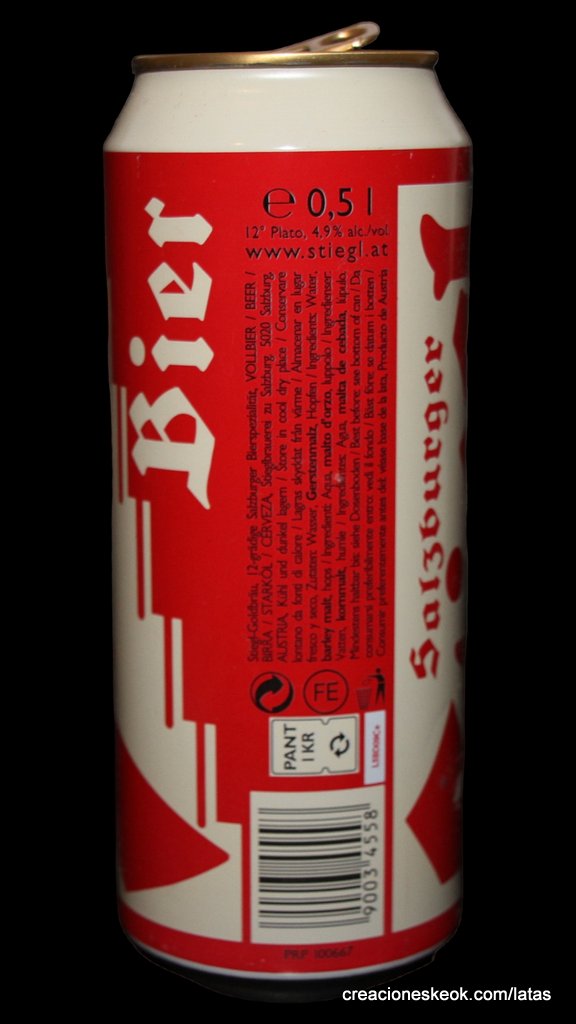 Bier
℮ 0,5 l
12° Plato, 4,9% alc./vol
www.stiegl.at
Stiegl-Goldbräu, 12-grädige Salzburger Bierspezialität, VOLLBIER / BEER /
BIRRA / STARKÖL / CERVEZA, Stieglbrauerei zu Salzburg, 5020 Salzburg,
AUSTRIA, Kühl und dunkel lagern / Store in cool dry place / Conservare
lontano da fonti di calore / Lagras skyddat från värme / Almacenar en lugar
fresco y seco, Zutaten: Wasser, Gerstenmalz, Hopfen / Ingredients: Water,
barley malt, hops / Ingredienti: Aqua, malto d'orzo, luppolo / Ingredienser:
Vatten, kornmalt, humle / Ingredientes: Agua, malta de cebada, lúpulo,
Mindestens haltbar bis: siehe Dosenboden / Best before: see bottom of can / Da
consumarsi preferibilmente entro: vedi il fondo / Bäst före: se datum i botten /
Consumir preferentemente antes del: véase base de la lata, Producto de Austria
FE
PANT
1 KR
9003 4558
PRP 100667
Salzburger
creacioneskeok.com/latas